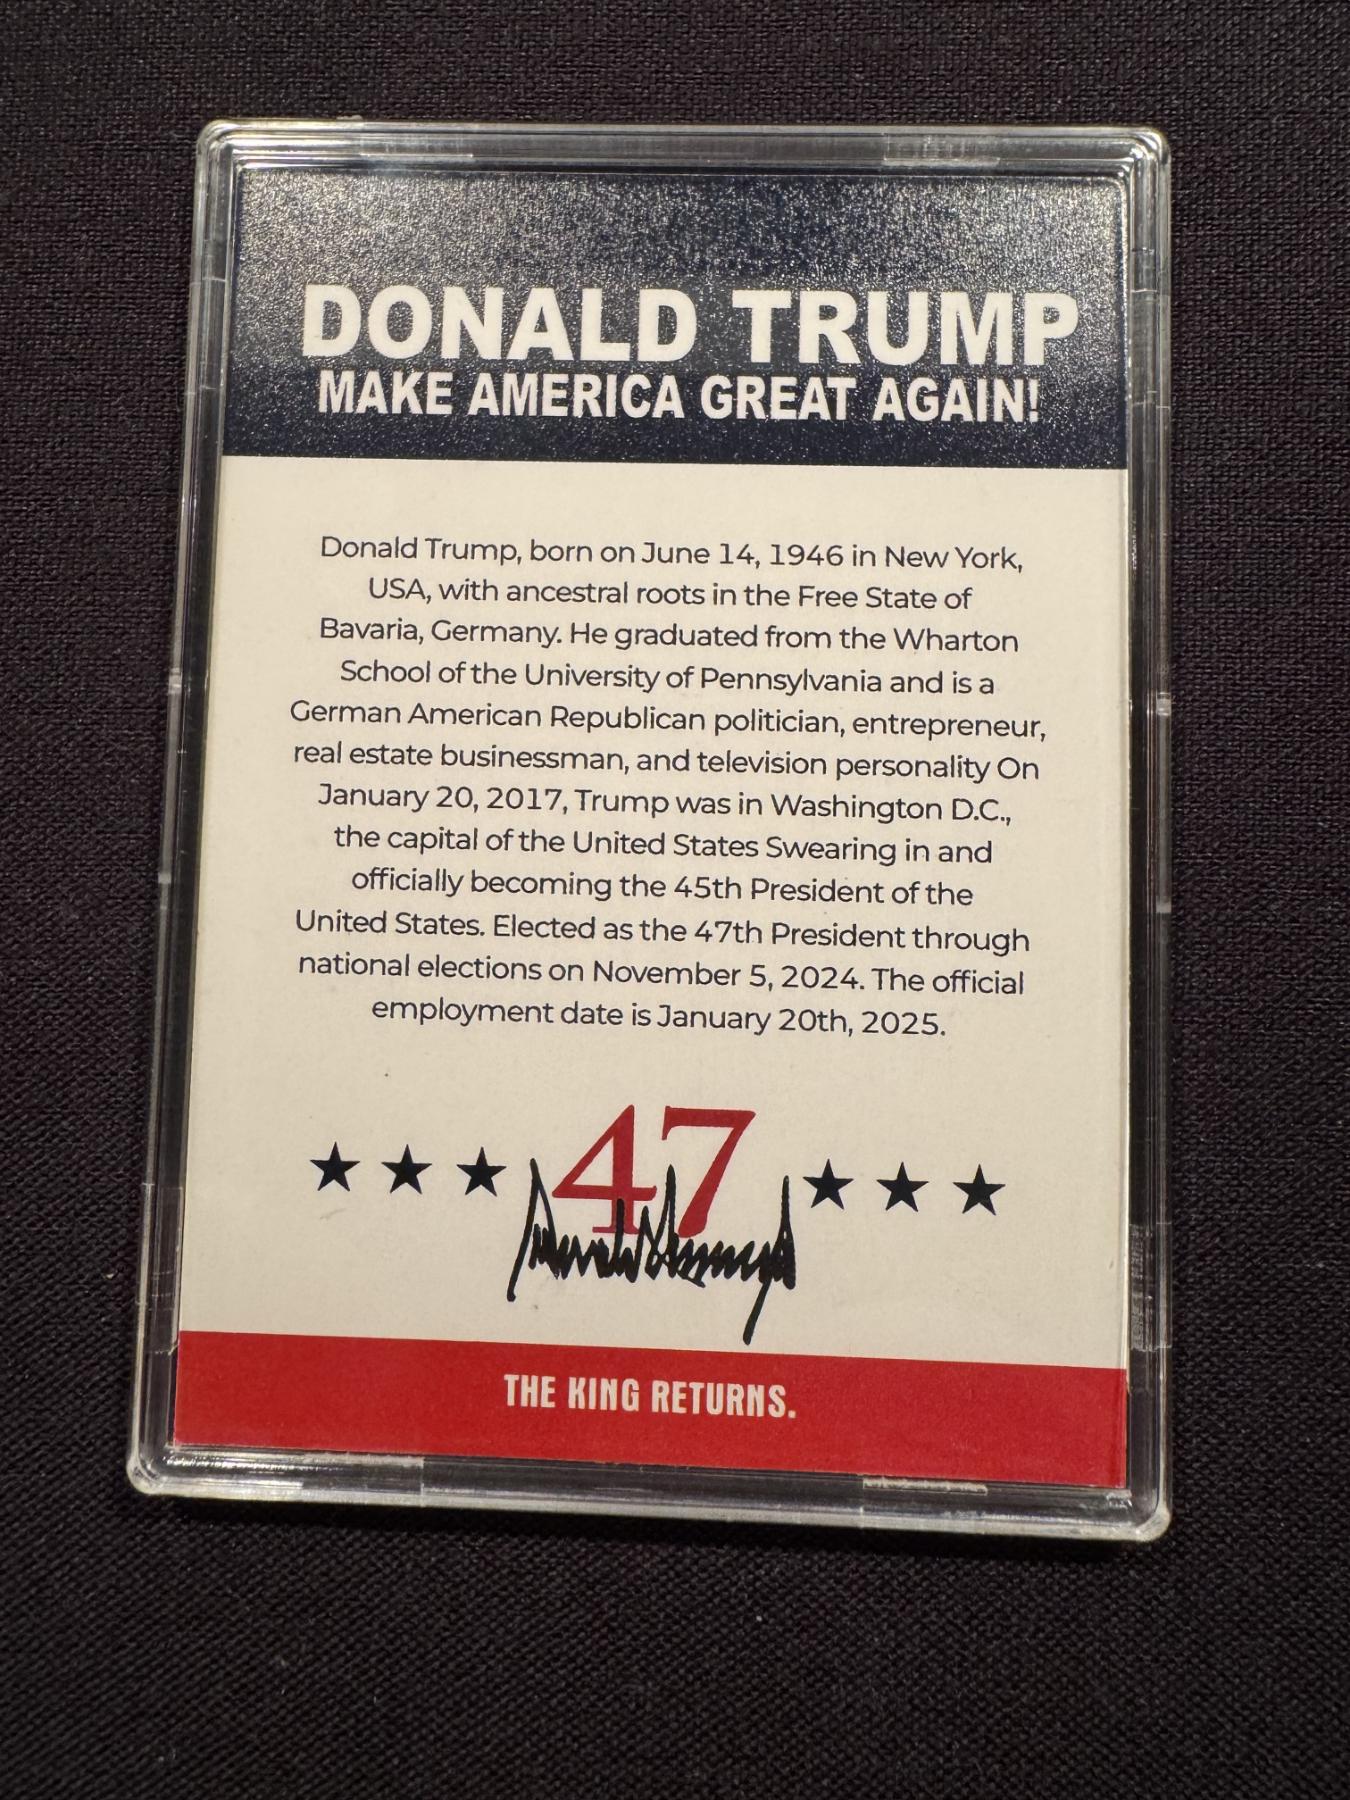 DONALD TRUMP
MAKE AMERICA GREAT AGAIN!
Donald Trump, born on June 14, 1946 in New York,
USA, with ancestral roots in the Free State of
Bavaria, Germany. He graduated from the Wharton
School of the University of Pennsylvania and is a
German American Republican politician, entrepreneur,
real estate businessman, and television personality On
January 20, 2017, Trump was in Washington D.C.,
the capital of the United States Swearing in and
officially becoming the 45th President of the
United States. Elected as the 47th President through
national elections on November 5, 2024. The official
employment date is January 20th, 2025.
47
THE KING RETURNS.